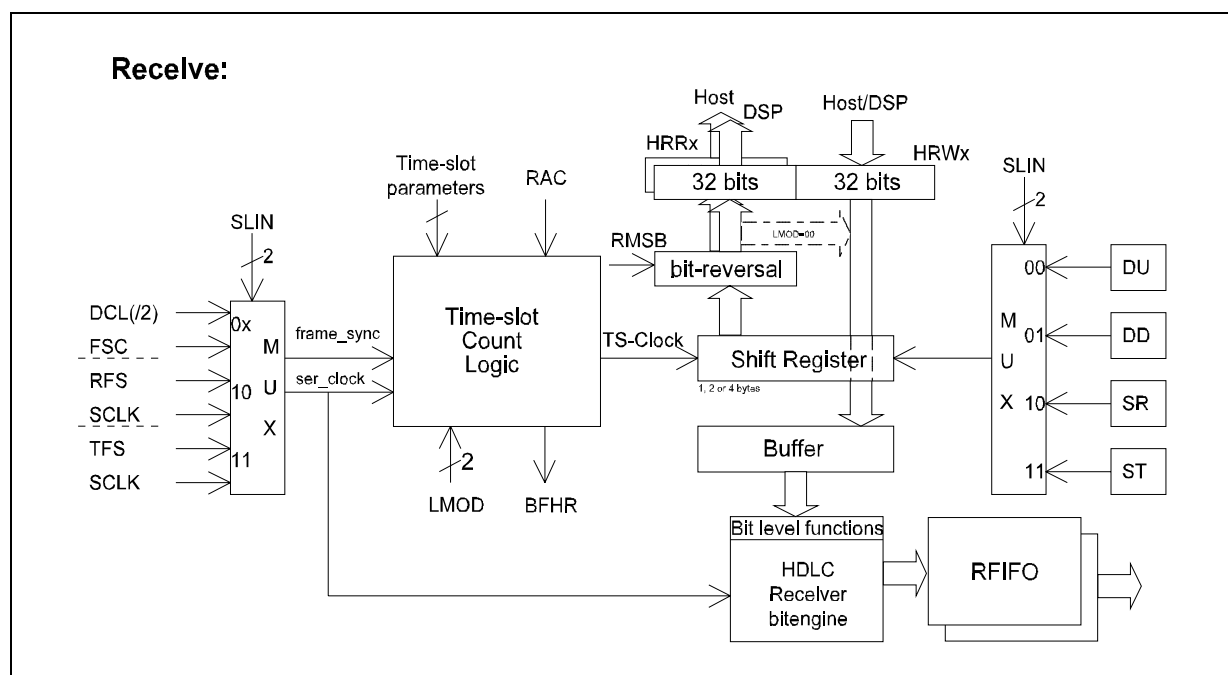 Recelve:
Host
DSP
Host/DSP
HRRx
HRWx
32 bits
32 bits
SLIN
2
Time-slot
parameters
RAC
SLIN
2
RMSB
LMOD=00
bit-reversal
DCL(/2)
FSC
RFS
SCLK
TFS
SCLK
0x
10
11
M
U
X
frame_sync
ser_clock
Time-slot
Count
Logic
TS-Clock
Shift Register
1, 2 or 4 bytes
00
01
10
11
M
U
X
DU
DD
SR
ST
2
LMOD
BFHR
Buffer
Bit level functions
HDLC
Recelver
bitengine
RFIFO